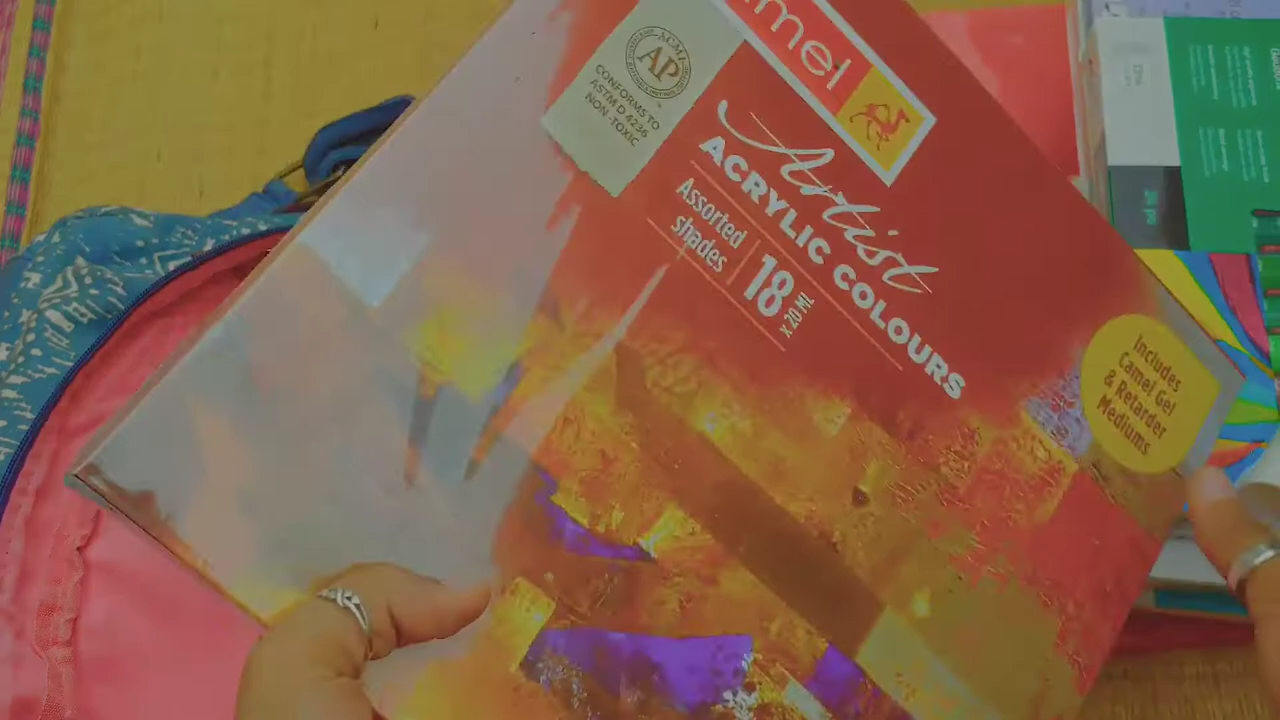 ACMI
AP
CONFORMS TO
ASTM D 4236
NON-TOXIC
mel
Artist
ACRYLIC COLOURS
Assorted
shades
18
x 20 ML
Includes
Camel Gel
& Retarder
Mediums